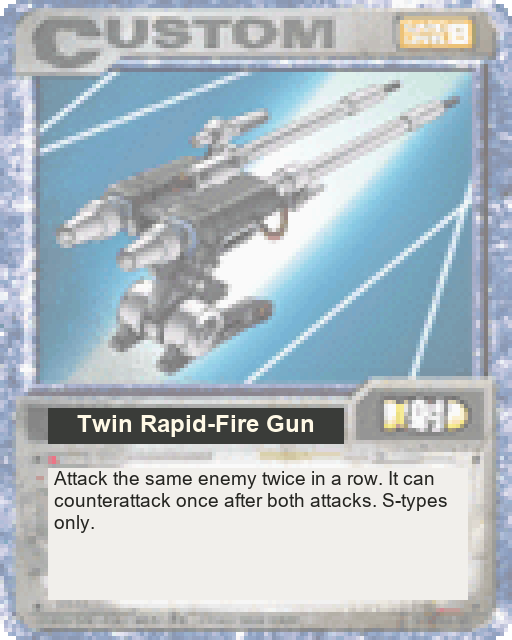 CUSTOM
Twin Rapid-Fire Gun
Attack the same enemy twice in a row. It can
counterattack once after both attacks. S-types
only.